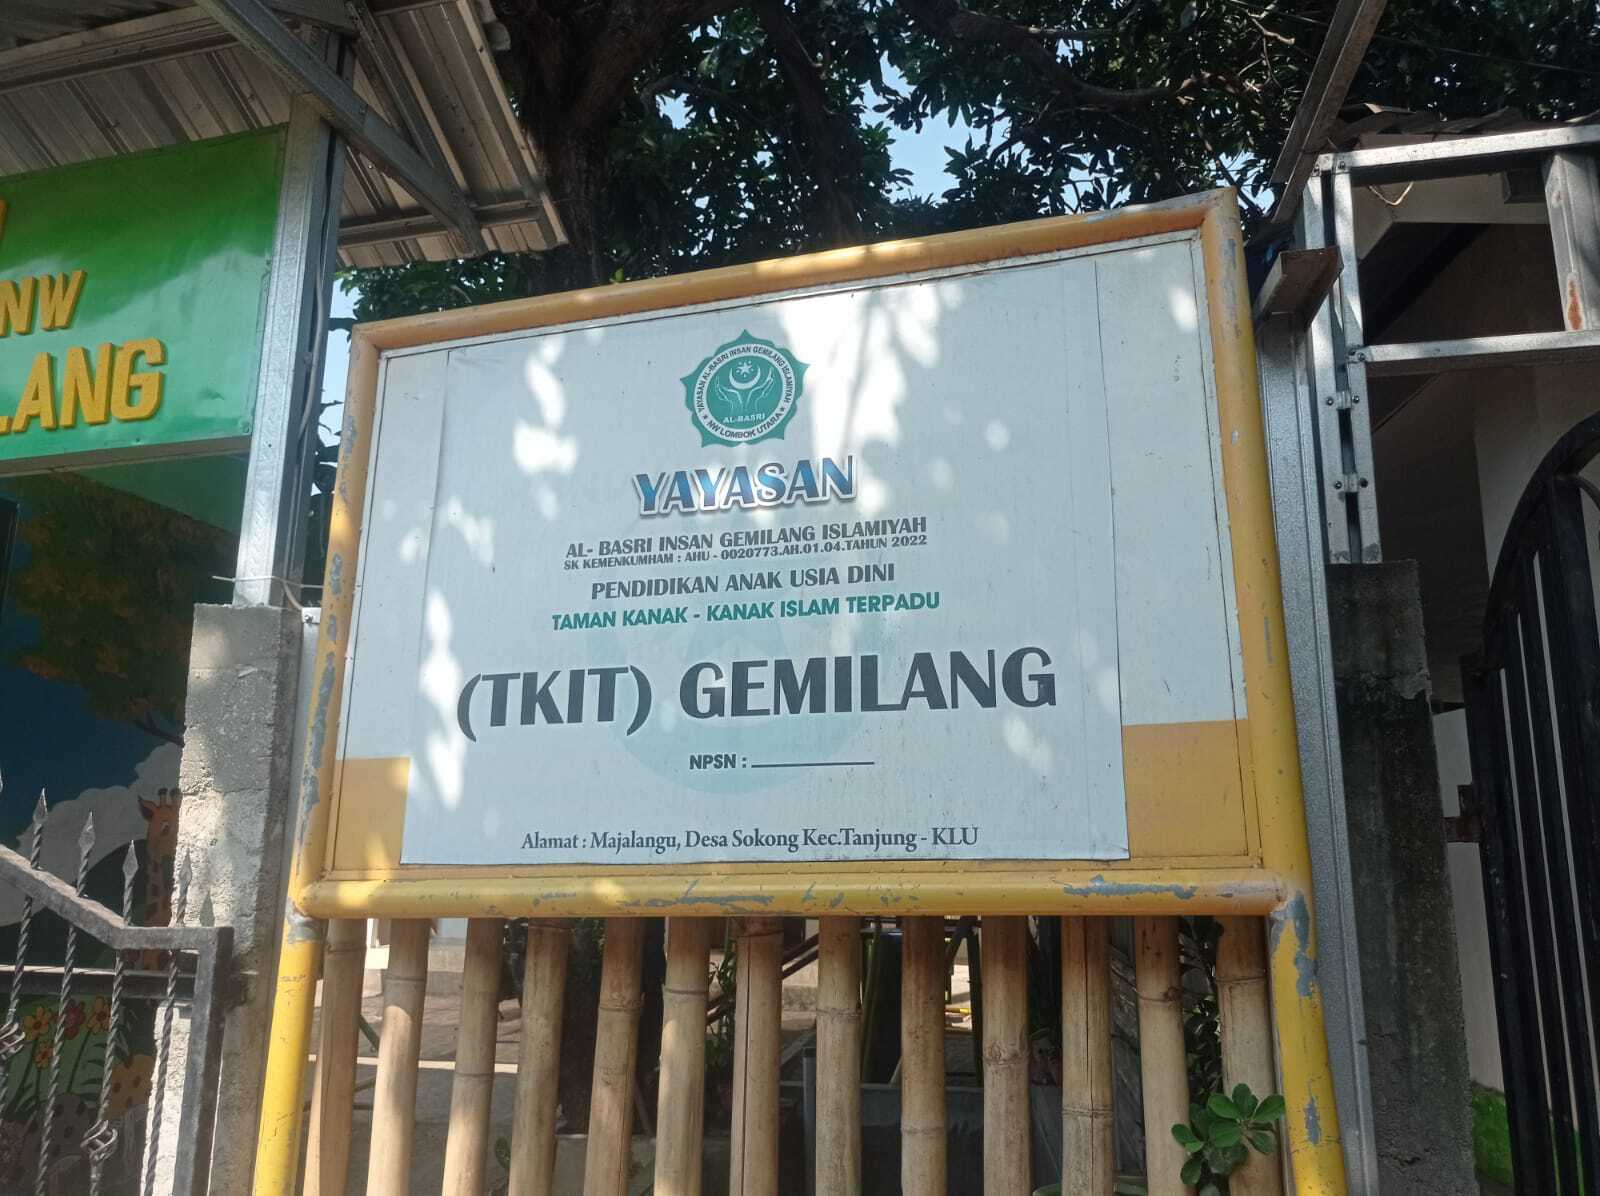 NW
LANG
YAYASAN AL-BASRI INSAN GEMILANG ISLAMIYAH
AL-BASRI
★ NW LOMBOK UTARA ★
YAYASAN
AL- BASRI INSAN GEMILANG ISLAMIYAH
SK KEMENKUMHAM : AHU - 0020773.AH.01.04.TAHUN 2022
PENDIDIKAN ANAK USIA DINI
TAMAN KANAK - KANAK ISLAM TERPADU
(TKIT) GEMILANG
NPSN : ____________
Alamat : Majalangu, Desa Sokong Kec.Tanjung - KLU